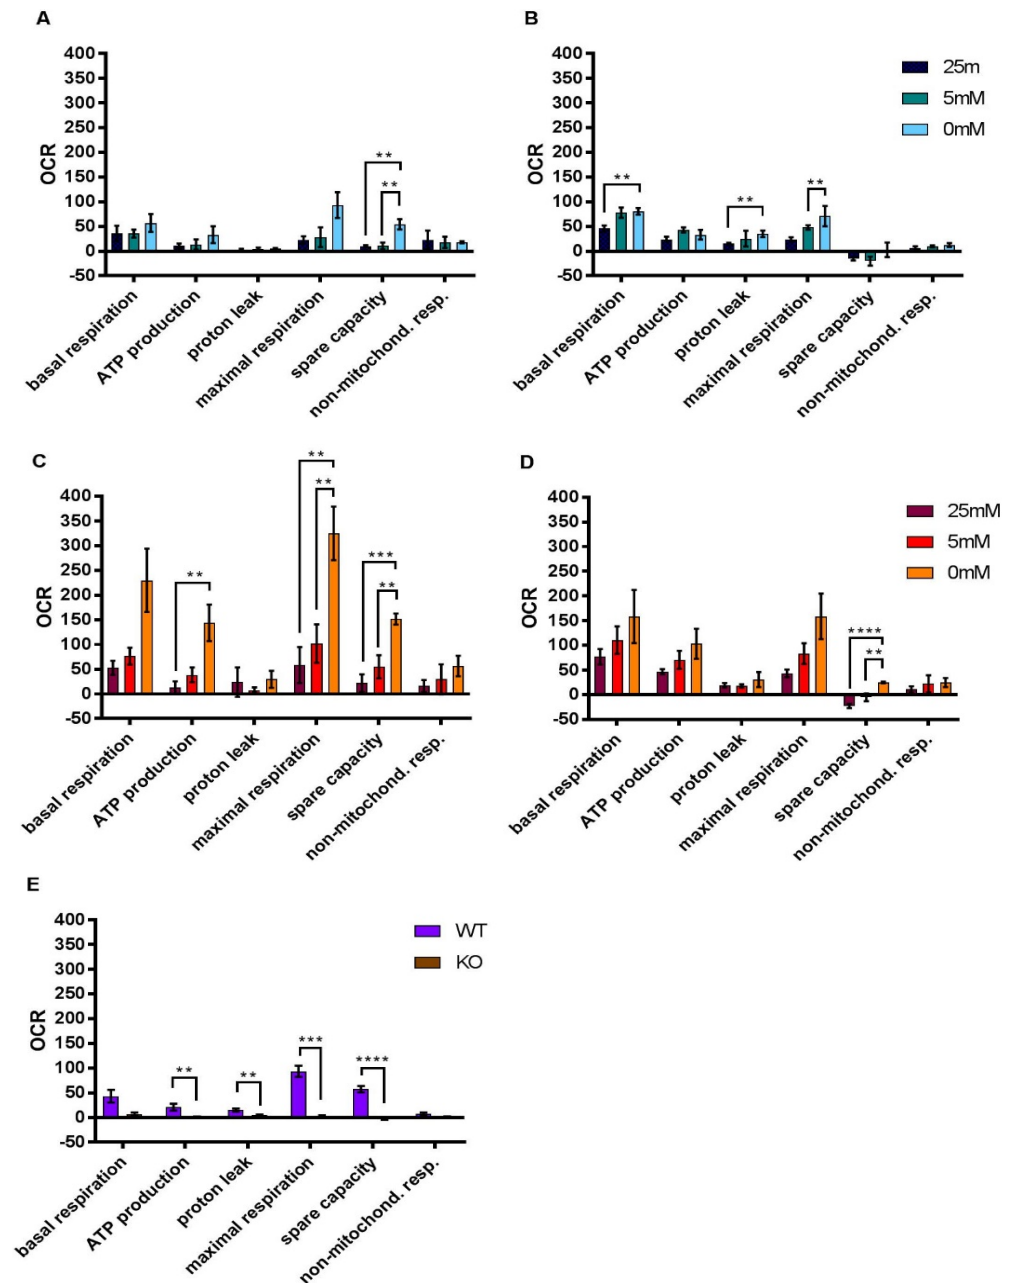 A
400
350
300
250
200
150
100
50
0
-50
OCR
**
**
basal respiration
ATP production
proton leak
maximal respiration
spare capacity
non-mitochond. resp.
B
400
350
300
250
200
150
100
50
0
-50
OCR
**
**
**
25m
5mM
0mM
basal respiration
ATP production
proton leak
maximal respiration
spare capacity
non-mitochond. resp.
C
400
350
300
250
200
150
100
50
0
-50
OCR
**
**
**
***
**
basal respiration
ATP production
proton leak
maximal respiration
spare capacity
non-mitochond. resp.
D
400
350
300
250
200
150
100
50
0
-50
OCR
****
**
25mM
5mM
0mM
basal respiration
ATP production
proton leak
maximal respiration
spare capacity
non-mitochond. resp.
E
400
350
300
250
200
150
100
50
0
-50
OCR
**
**
***
****
WT
KO
basal respiration
ATP production
proton leak
maximal respiration
spare capacity
non-mitochond. resp.